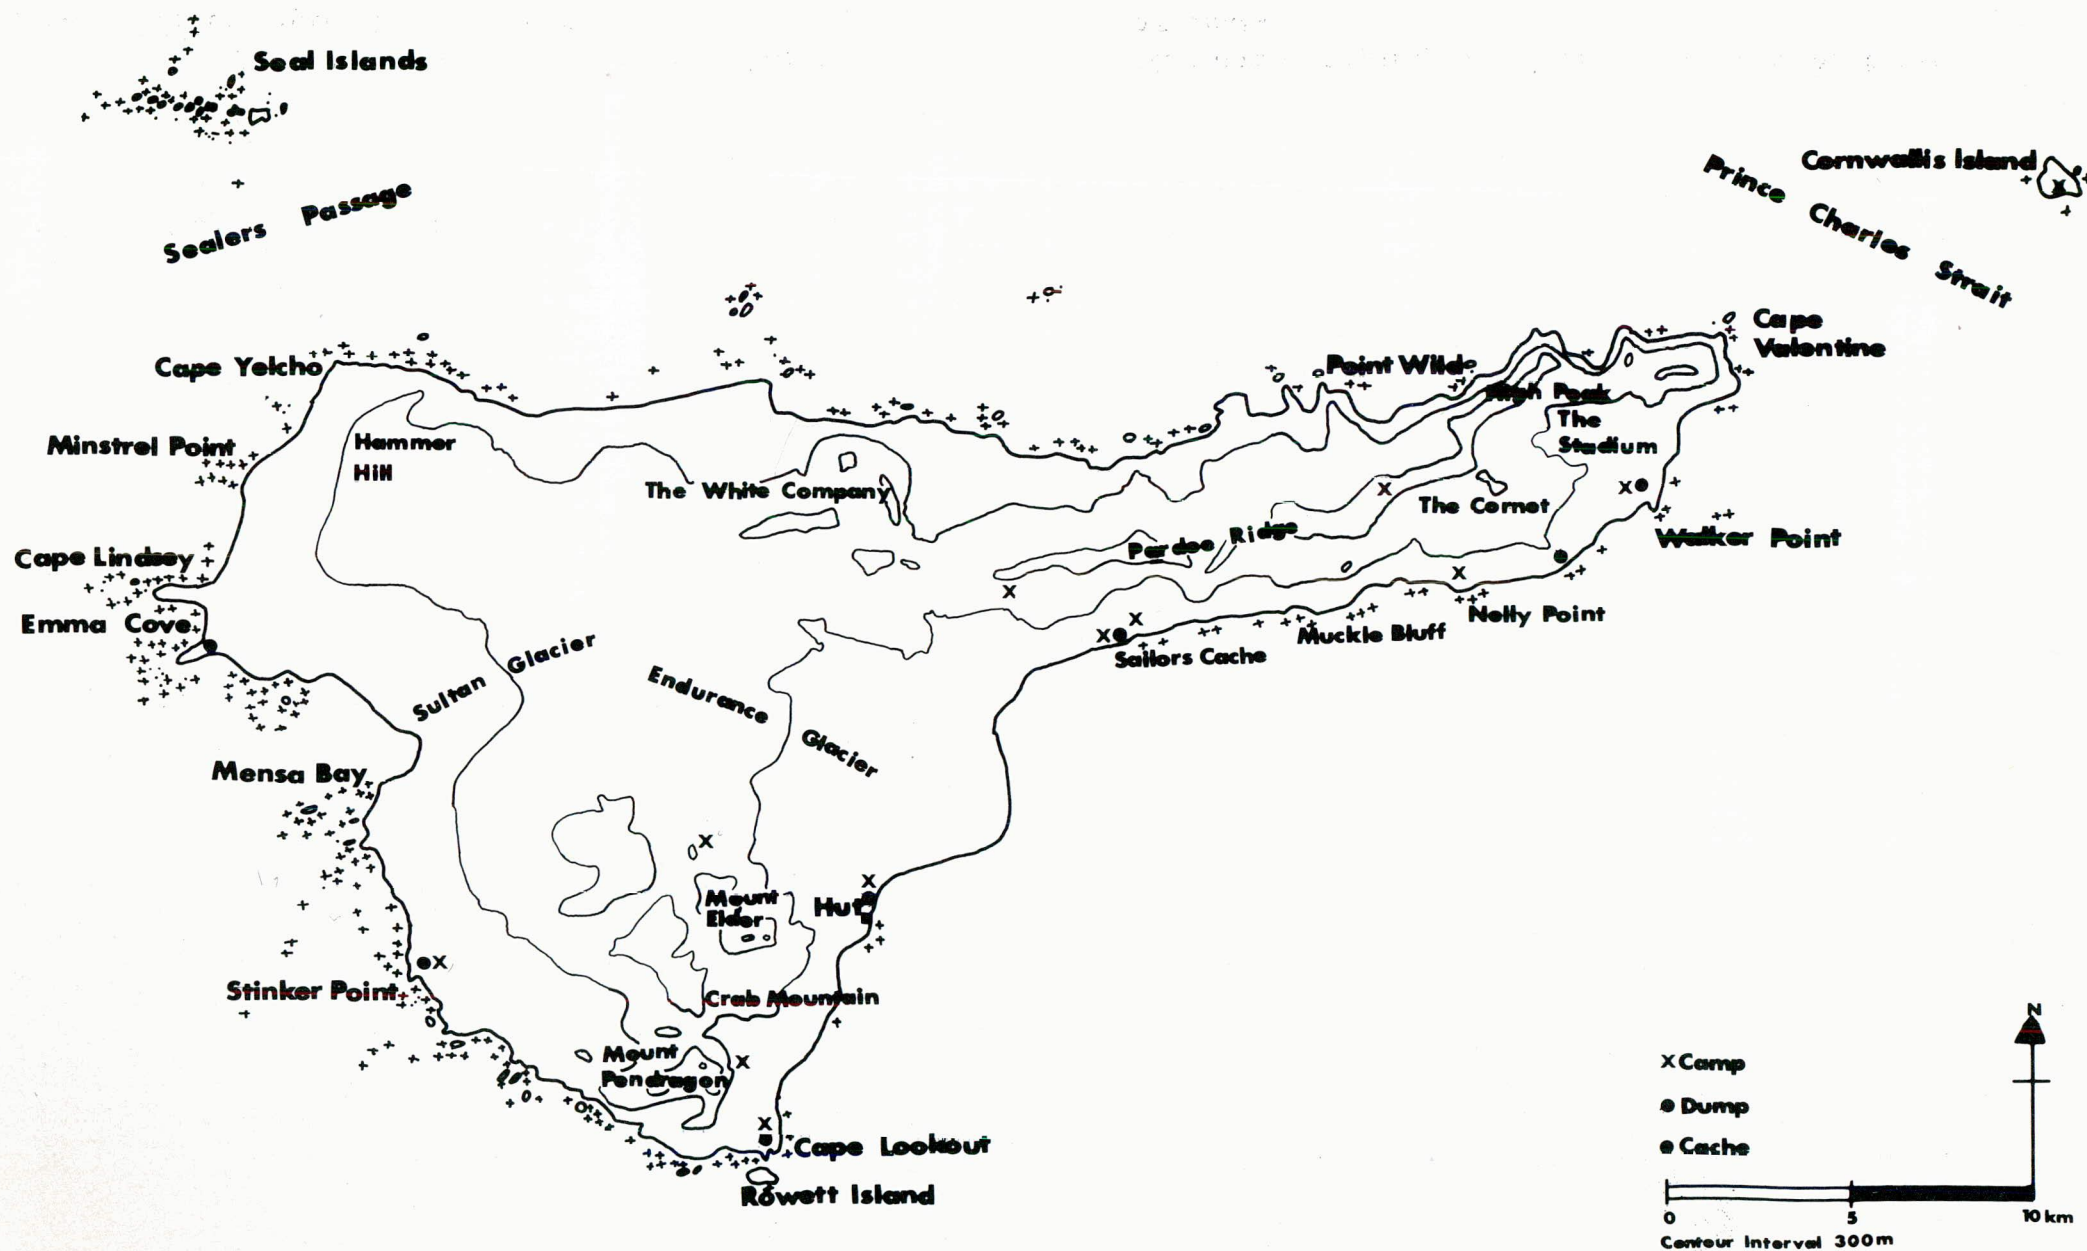 Seal Islands
Cornwallis Island
Sealers Passage
Prince Charles Strait
Cape
Valentine
Cape Yelcho
Point Wild
High Peak
The
Stadium
Minstrel Point
Hammer
Hill
The White Company
The Cornet
Cape Lindsey
Pardoe Ridge
Walker Point
Emma Cove
Nelly Point
Muckle Bluff
Sailors Cache
Sultan Glacier
Endurance Glacier
Mensa Bay
Mount
Elder
Hut
Stinker Point
Crab Mountain
Mount
Pendragon
Cape Lookout
Rowett Island
N
X Camp
Dump
Cache
0 5 10 km
Contour Interval 300m